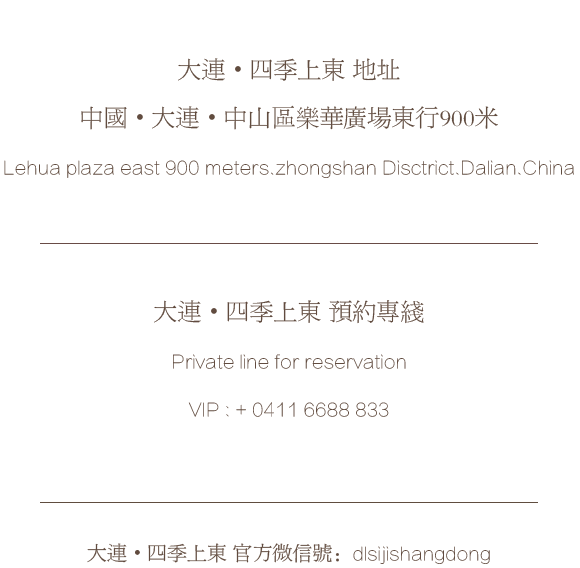 大連•四季上東 地址
中國•大連•中山區樂華廣場東行900米
Lehua plaza east 900 meters.zhongshan Disctrict.Dalian.China
大連•四季上東 預約專綫
Private line for reservation
VIP : + 0411 6688 833
大連•四季上東 官方微信號：dlsijishangdong